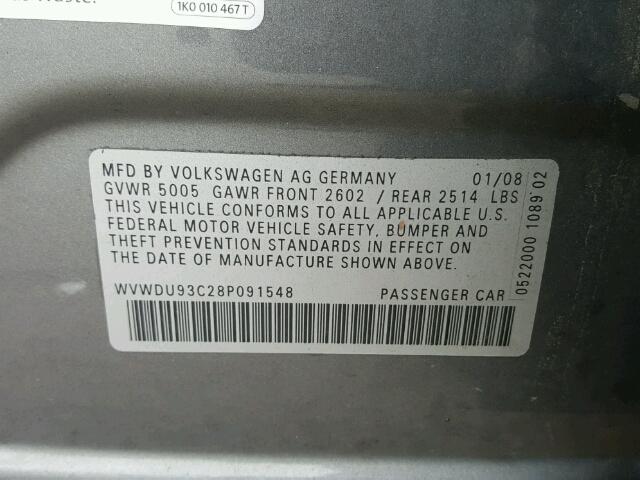 1K0 010 467 T
MFD BY VOLKSWAGEN AG GERMANY 01/08
GVWR 5005 GAWR FRONT 2602 / REAR 2514 LBS
THIS VEHICLE CONFORMS TO ALL APPLICABLE U.S.
FEDERAL MOTOR VEHICLE SAFETY, BUMPER AND
THEFT PREVENTION STANDARDS IN EFFECT ON
THE DATE OF MANUFACTURE SHOWN ABOVE.
WVWDU93C28P091548 PASSENGER CAR
0522000 1089 02